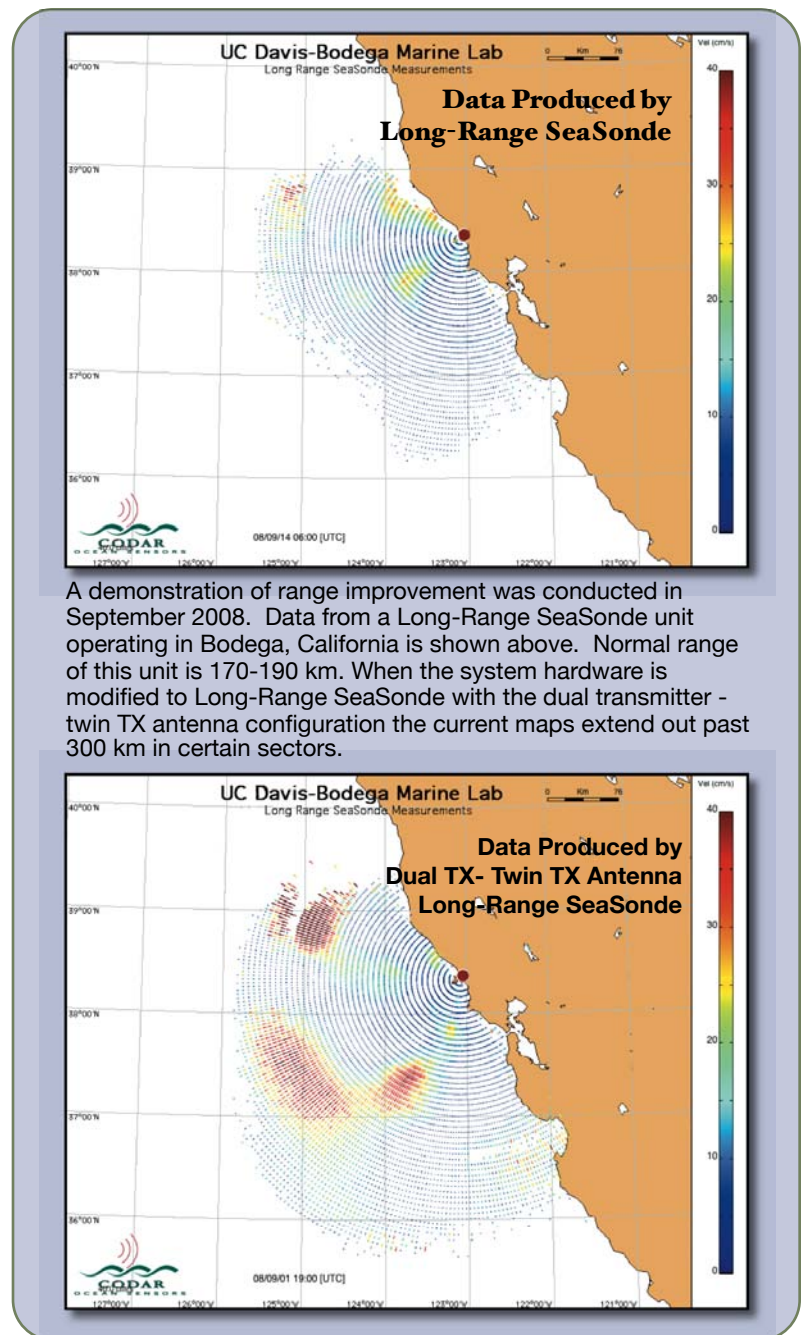 UC Davis-Bodega Marine Lab
Long Range SeaSonde Measurements
0 Km 76
Vel (cm/s)
Data Produced by
Long-Range SeaSonde
40
30
20
10
0
40°00'N
39°00'N
38°00'N
37°00'N
36°00'N
CODAR
OCEAN SENSORS
08/09/14 06:00 [UTC]
127°00'V
126°00'V
125°00'V
124°00'V
123°00'V
122°00'V
121°00'V
A demonstration of range improvement was conducted in
September 2008. Data from a Long-Range SeaSonde unit
operating in Bodega, California is shown above. Normal range
of this unit is 170-190 km. When the system hardware is
modified to Long-Range SeaSonde with the dual transmitter -
twin TX antenna configuration the current maps extend out past
300 km in certain sectors.
UC Davis-Bodega Marine Lab
Long Range SeaSonde Measurements
0 Km 76
Vel (cm/s)
Data Produced by
Dual TX- Twin TX Antenna
Long-Range SeaSonde
40
30
20
10
0
40°00'N
39°00'N
38°00'N
37°00'N
36°00'N
CODAR
OCEAN SENSORS
08/09/01 19:00 [UTC]
127°00'V
126°00'V
125°00'V
124°00'V
123°00'V
122°00'V
121°00'V